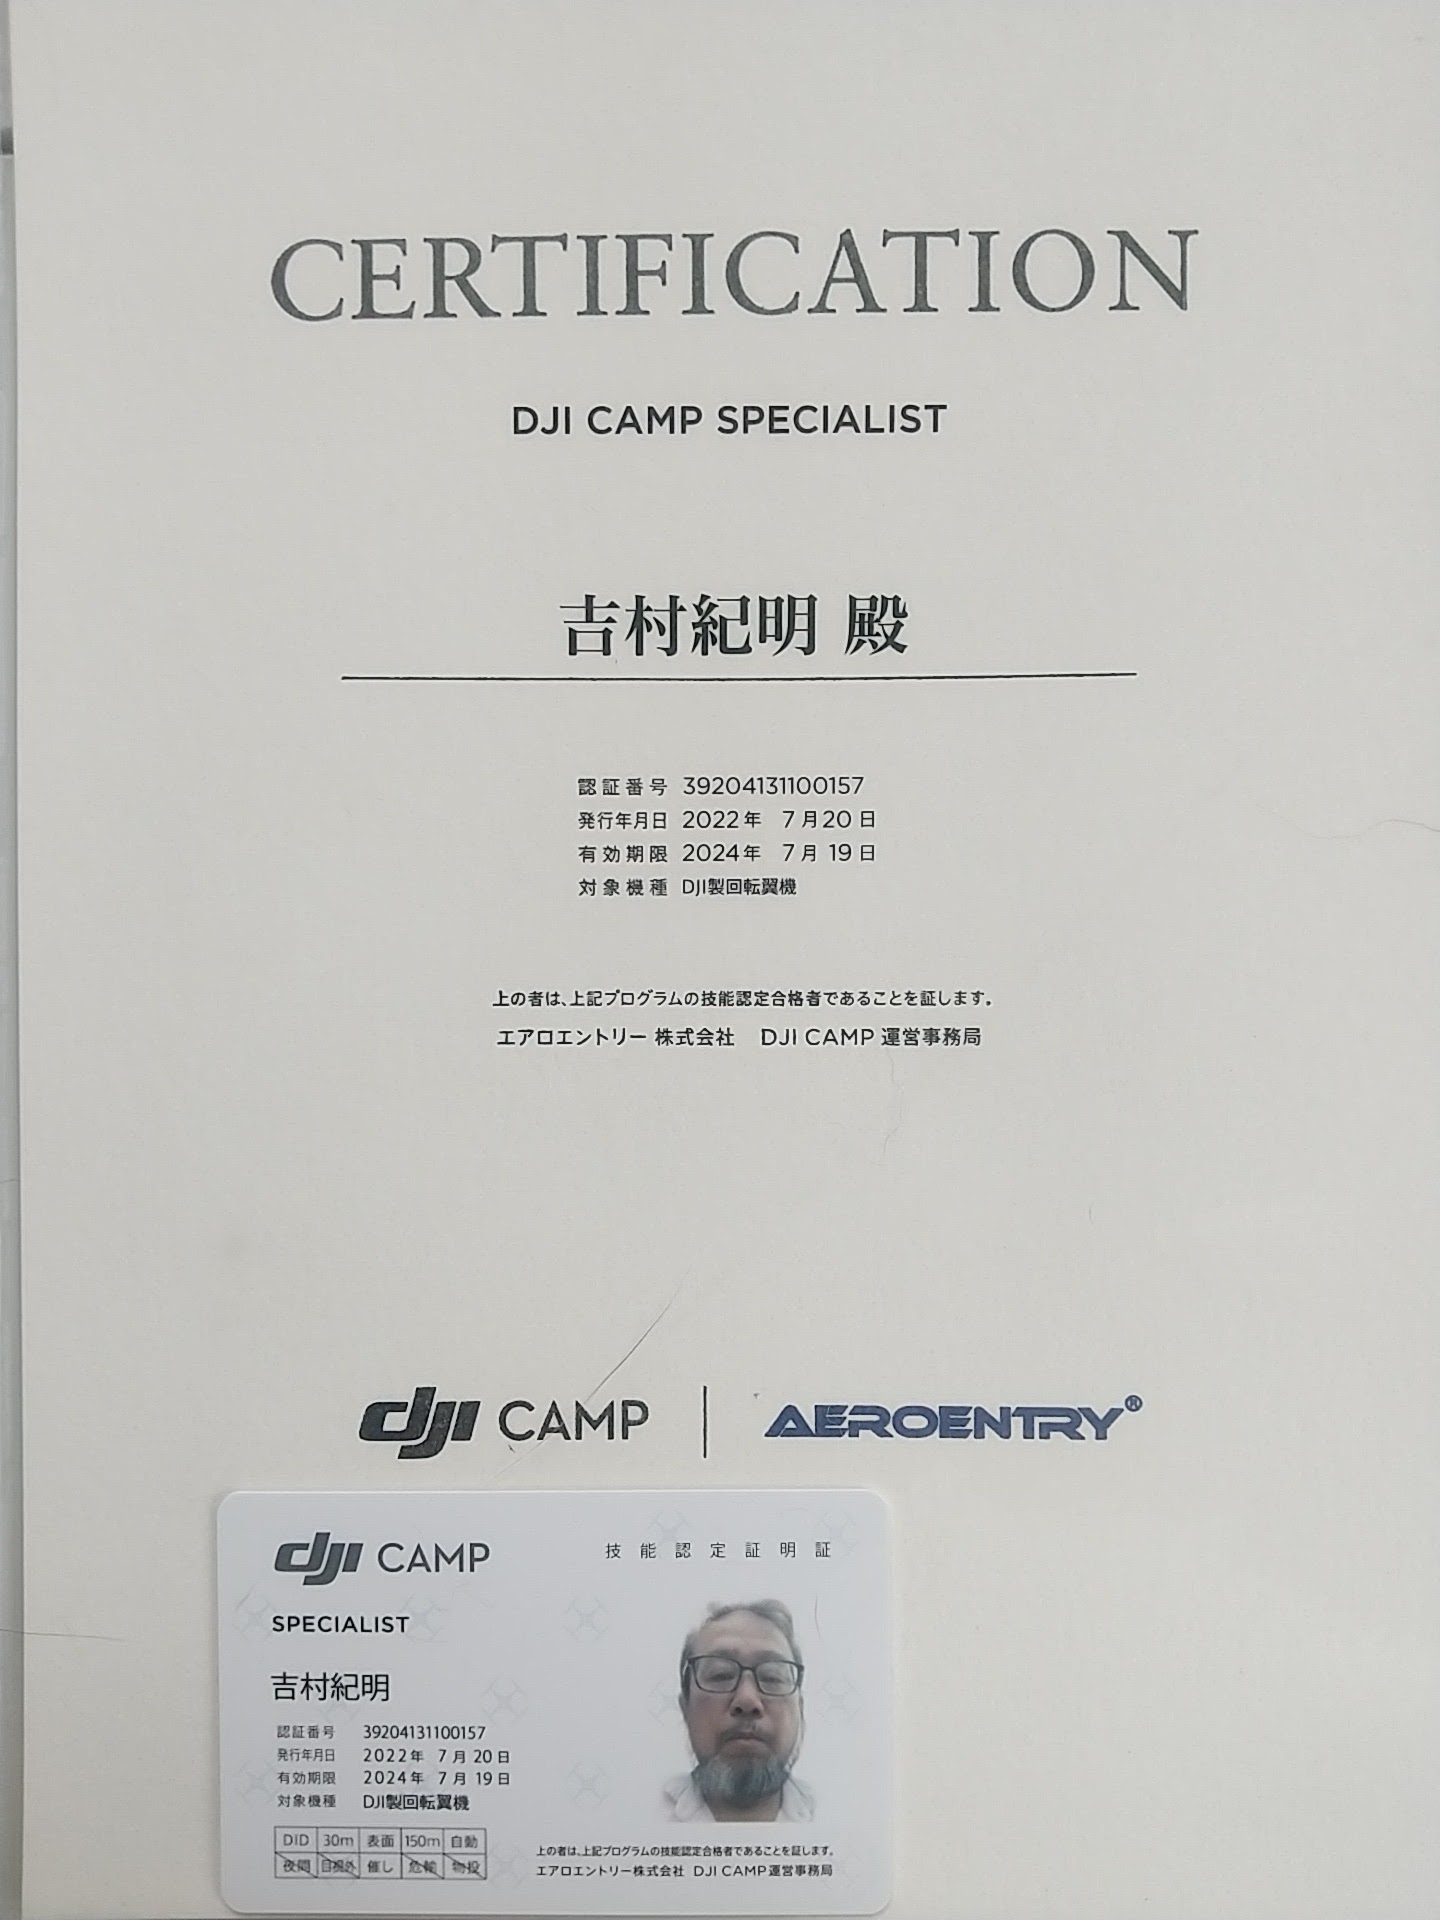 CERTIFICATION
DJI CAMP SPECIALIST
吉村紀明 殿
認証番号 39204131100157
発行年月日 2022年 7月20日
有効期限 2024年 7月19日
対象機種 DJI製回転翼機
上の者は、上記プログラムの技能認定合格者であることを証します。
エアロエントリー 株式会社 DJI CAMP 運営事務局
dji CAMP | AEROENTRY®
dji CAMP 技能認定証明証
SPECIALIST
吉村紀明
認証番号 39204131100157
発行年月日 2022年 7月20日
有効期限 2024年 7月19日
対象機種 DJI製回転翼機
DID 30m 表面 150m 自動
夜間 目視外 催し 危輸 物投
上の者は、上記プログラムの技能認定合格者であることを証します。
エアロエントリー株式会社 DJI CAMP運営事務局